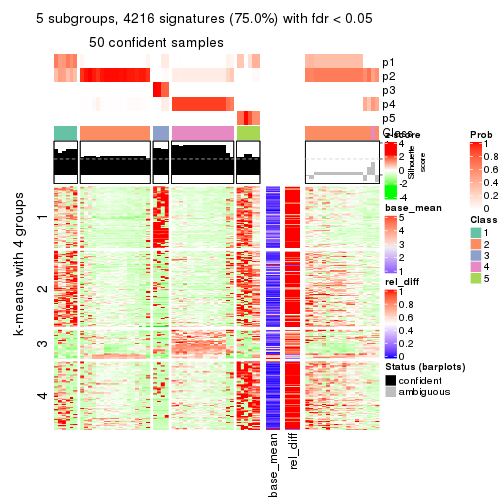 5 subgroups, 4216 signatures (75.0%) with fdr < 0.05
50 confident samples
p1
p2
p3
p4
p5
Class
z-score
4
2
0
-2
-4
Silhouette
score
Prob
1
0.8
0.6
0.4
0.2
0
Class
1
2
3
4
5
base_mean
5
4
3
2
1
rel_diff
1
0.8
0.6
0.4
0.2
0
Status (barplots)
confident
ambiguous
k-means with 4 groups
1
2
3
4
base_mean
rel_diff